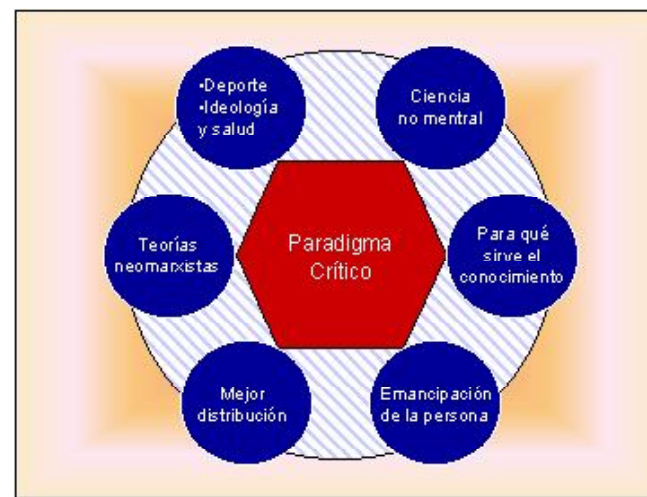 •Deporte
•Ideología
y salud
Ciencia
no mentral
Teorías
neomarxistas
Paradigma
Crítico
Para qué
sirve el
conocimiento
Mejor
distribución
Emancipación
de la persona